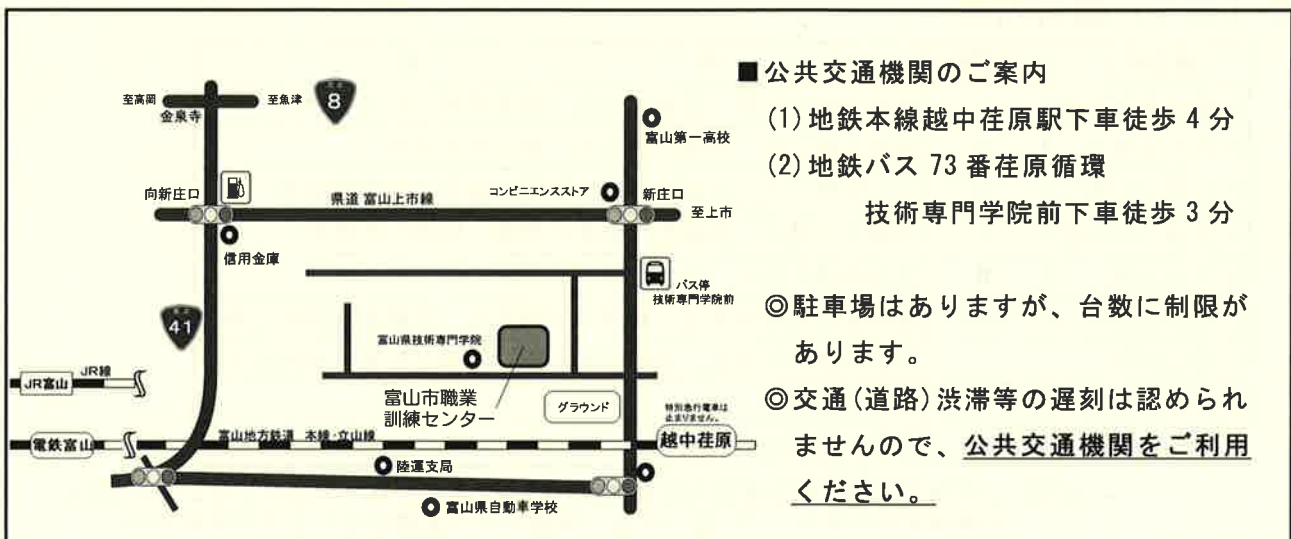 至高岡
至魚津
8
金泉寺
富山第一高校
向新庄口
県道 富山上市線
コンビニエンスストア
新庄口
至上市
信用金庫
バス停
技術専門学院前
41
富山県技術専門学院
JR富山
JR線
富山市職業
訓練センター
グラウンド
特別急行電車は
止まりません。
電鉄富山
富山地方鉄道 本線・立山線
越中荏原
陸運支局
富山県自動車学校
■公共交通機関のご案内
(1)地鉄本線越中荏原駅下車徒歩 4 分
(2)地鉄バス 73 番荏原循環
技術専門学院前下車徒歩 3 分
◎駐車場はありますが、台数に制限が
あります。
◎交通(道路)渋滞等の遅刻は認められ
ませんので、公共交通機関をご利用
ください。